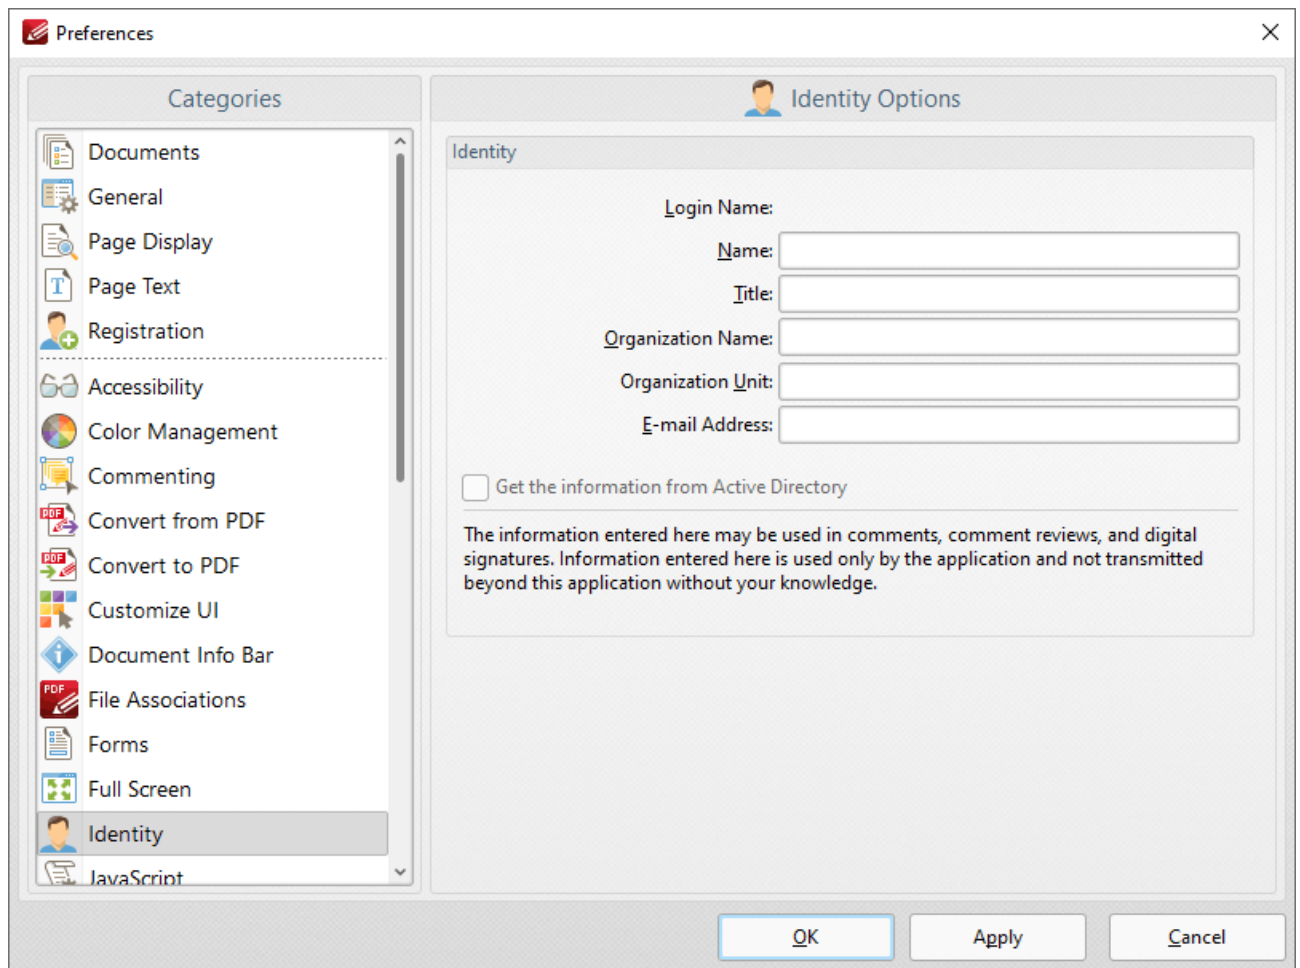 Preferences
Categories
Documents
General
Page Display
Page Text
Registration
Accessibility
Color Management
Commenting
Convert from PDF
Convert to PDF
Customize UI
Document Info Bar
PDF
File Associations
Forms
Full Screen
Identity
JavaScript
Identity Options
Identity
Login Name:
Name:
Title:
Organization Name:
Organization Unit:
E-mail Address:
Get the information from Active Directory
The information entered here may be used in comments, comment reviews, and digital
signatures. Information entered here is used only by the application and not transmitted
beyond this application without your knowledge.
OK
Apply
Cancel